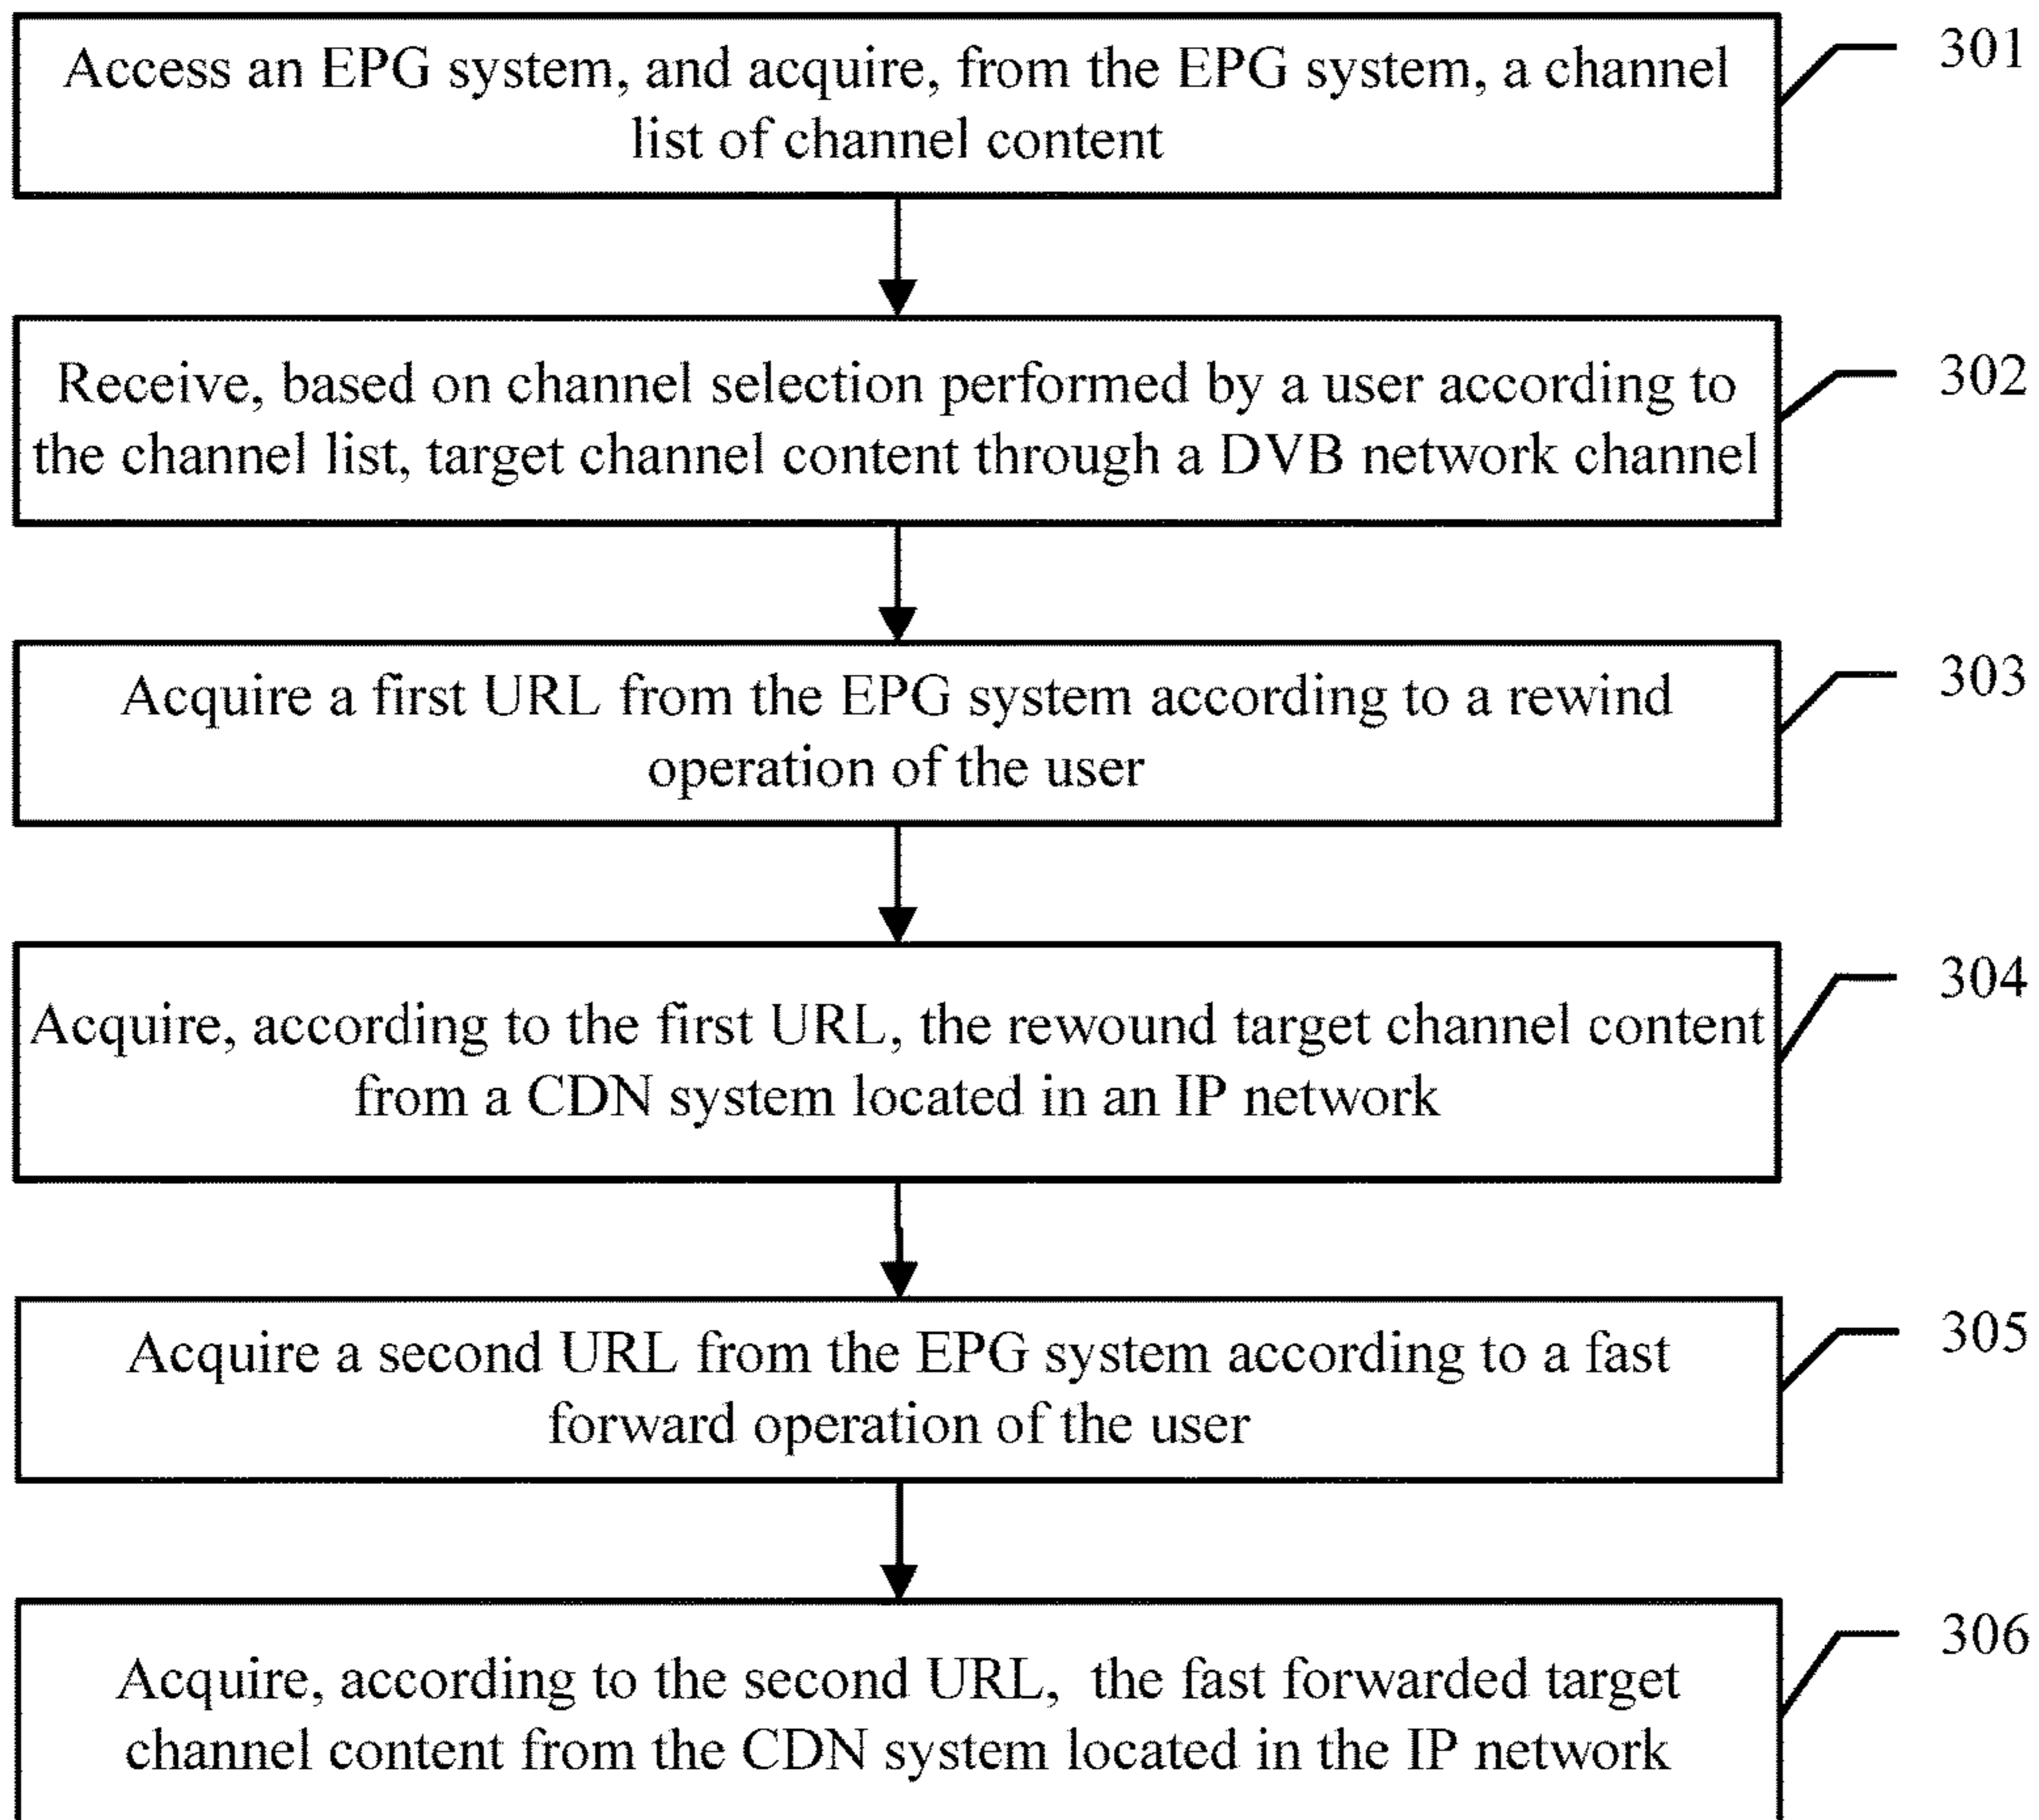 Access an EPG system, and acquire, from the EPG system, a channel
list of channel content
301
Receive, based on channel selection performed by a user according to
the channel list, target channel content through a DVB network channel
302
Acquire a first URL from the EPG system according to a rewind
operation of the user
303
Acquire, according to the first URL, the rewound target channel content
from a CDN system located in an IP network
304
Acquire a second URL from the EPG system according to a fast
forward operation of the user
305
Acquire, according to the second URL, the fast forwarded target
channel content from the CDN system located in the IP network
306